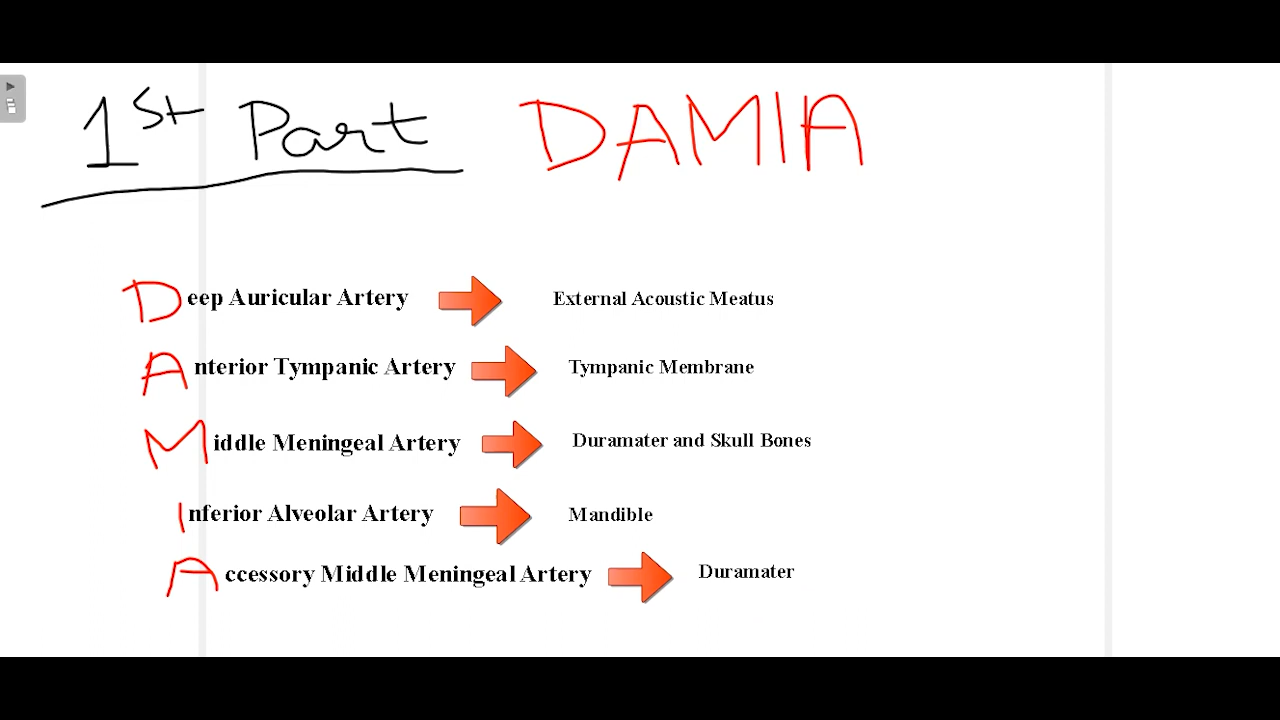 1st Part DAMIA
Deep Auricular Artery External Acoustic Meatus
Anterior Tympanic Artery Tympanic Membrane
Middle Meningeal Artery Duramater and Skull Bones
Inferior Alveolar Artery Mandible
Accessory Middle Meningeal Artery Duramater